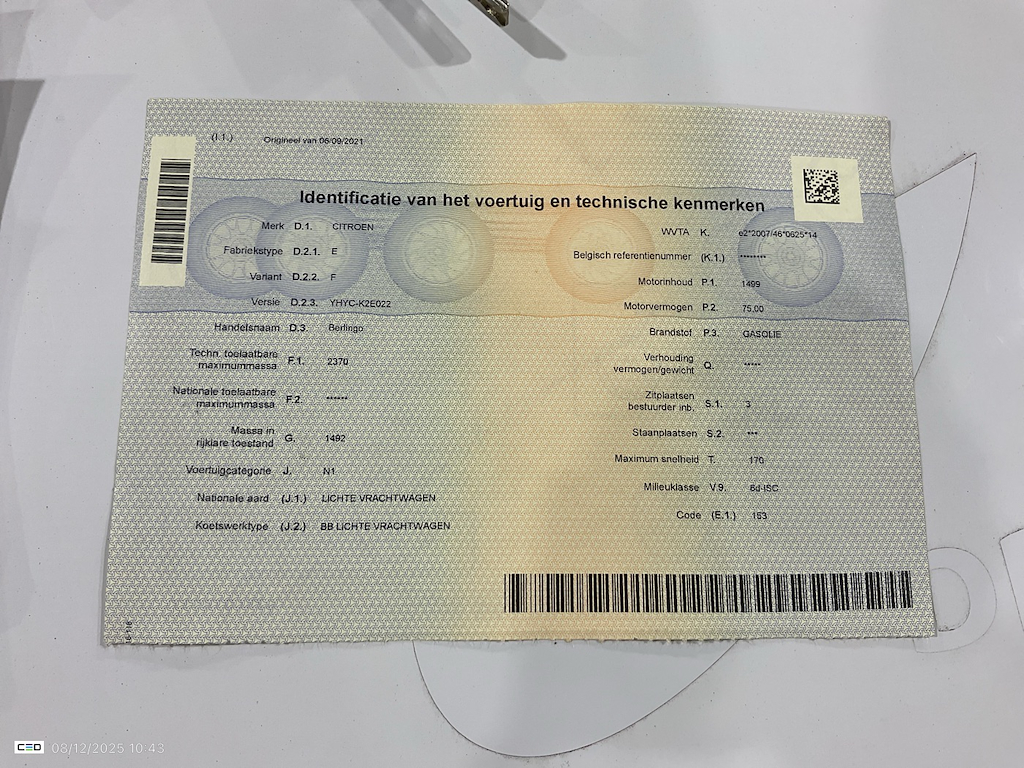 (I.1.) Origineel van 06/09/2021
Identificatie van het voertuig en technische kenmerken
Merk D.1. CITROEN
Fabriekstype D.2.1. E
Variant D.2.2. F
Versie D.2.3. YHYC-K2E022
Handelsnaam D.3. Berlingo
Techn. toelaatbare
maximummassa F.1. 2370
Nationale toelaatbare
maximummassa F.2. ******
Massa in
rijklare toestand G. 1492
Voertuigcategorie J. N1
Nationale aard (J.1.) LICHTE VRACHTWAGEN
Koetswerktype (J.2.) BB LICHTE VRACHTWAGEN
WVTA K. e2*2007/46*0625*14
Belgisch referentienummer (K.1.) ********
Motorinhoud P.1. 1499
Motorvermogen P.2. 75.00
Brandstof P.3. GASOLIE
Verhouding
vermogen/gewicht Q. *****
Zitplaatsen
bestuurder inb. S.1. 3
Staanplaatsen S.2. ***
Maximum snelheid T. 170
Milieuklasse V.9. 6d-ISC
Code (E.1.) 153
CEO 08/12/2025 10:43